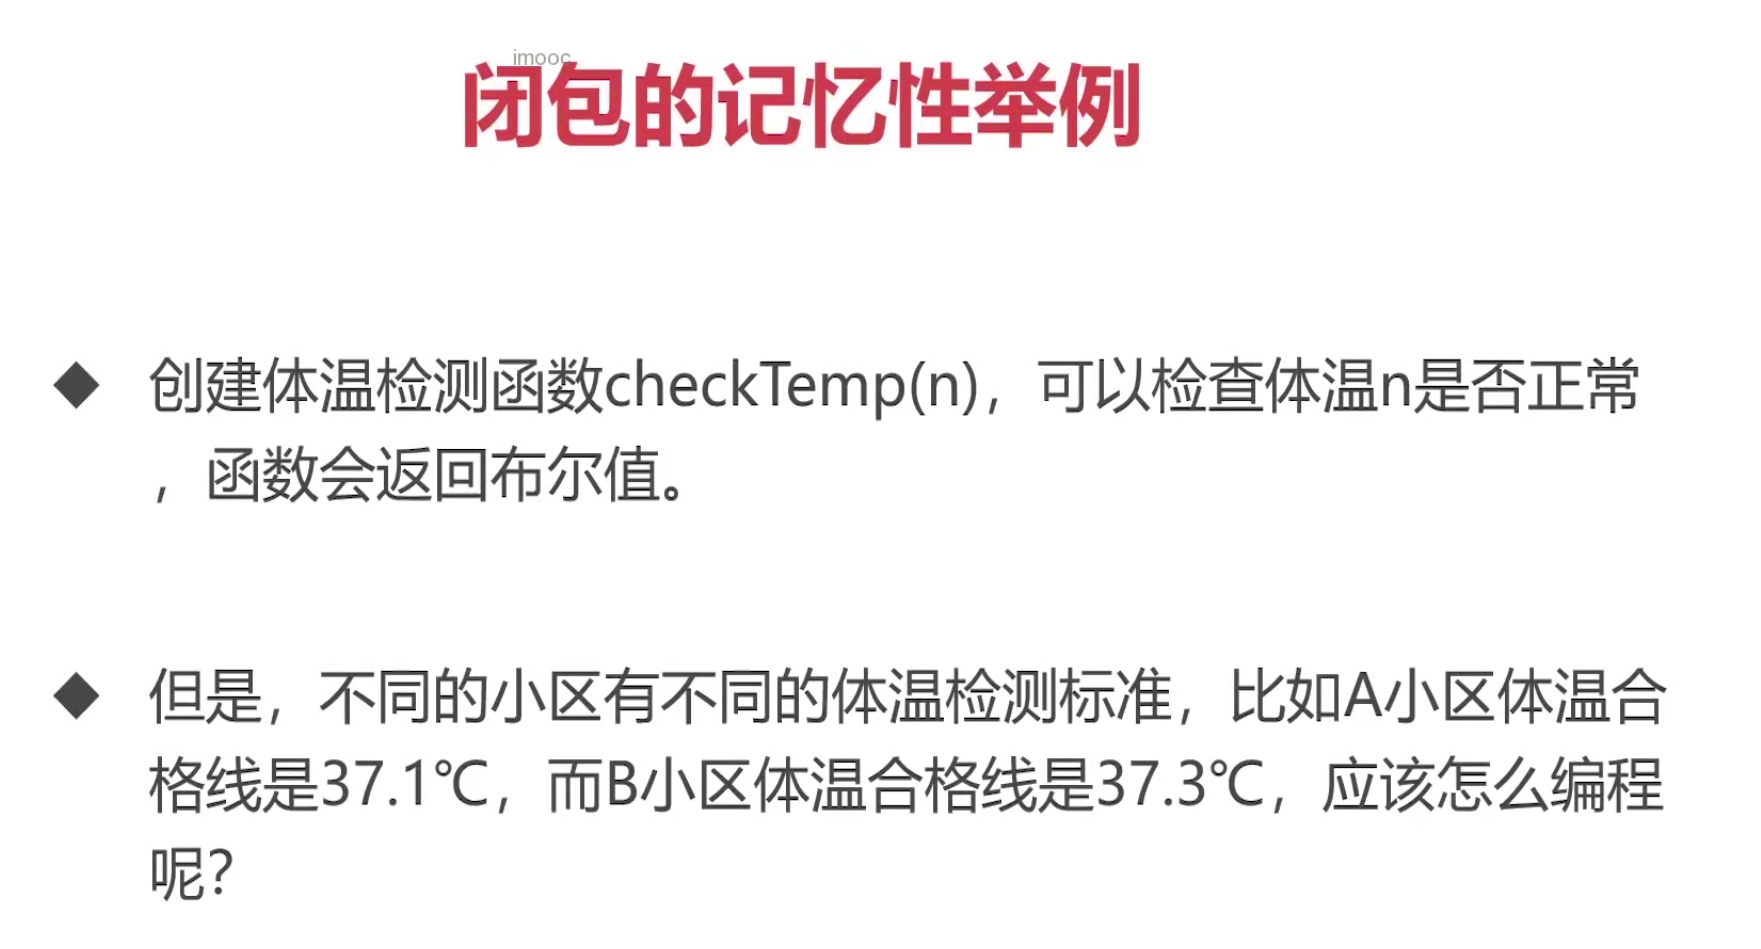 imooc
闭包的记忆性举例
◆ 创建体温检测函数checkTemp(n)，可以检查体温n是否正常
，函数会返回布尔值。
◆ 但是，不同的小区有不同的体温检测标准，比如A小区体温合
格线是37.1℃，而B小区体温合格线是37.3℃，应该怎么编程
呢？